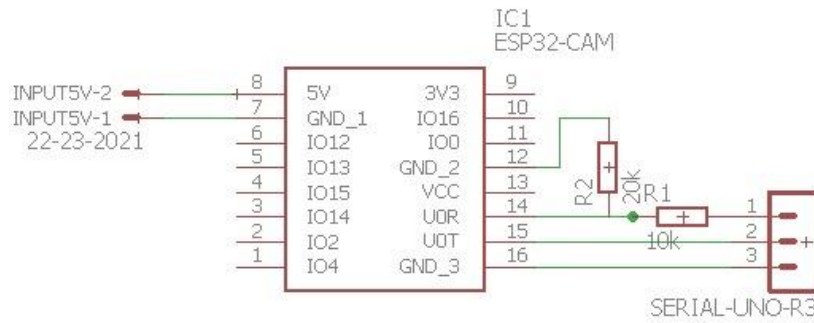 IC1
ESP32-CAM
INPUT5V-2
INPUT5V-1
22-23-2021
8 5V 3V3 9
7 GND_1 IO16 10
6 IO12 IO0 11
5 IO13 GND_2 12
4 IO15 VCC 13
3 IO14 U0R 14
2 IO2 U0T 15
1 IO4 GND_3 16
R2
20k
R1
10k
1
2
3
SERIAL-UNO-R3